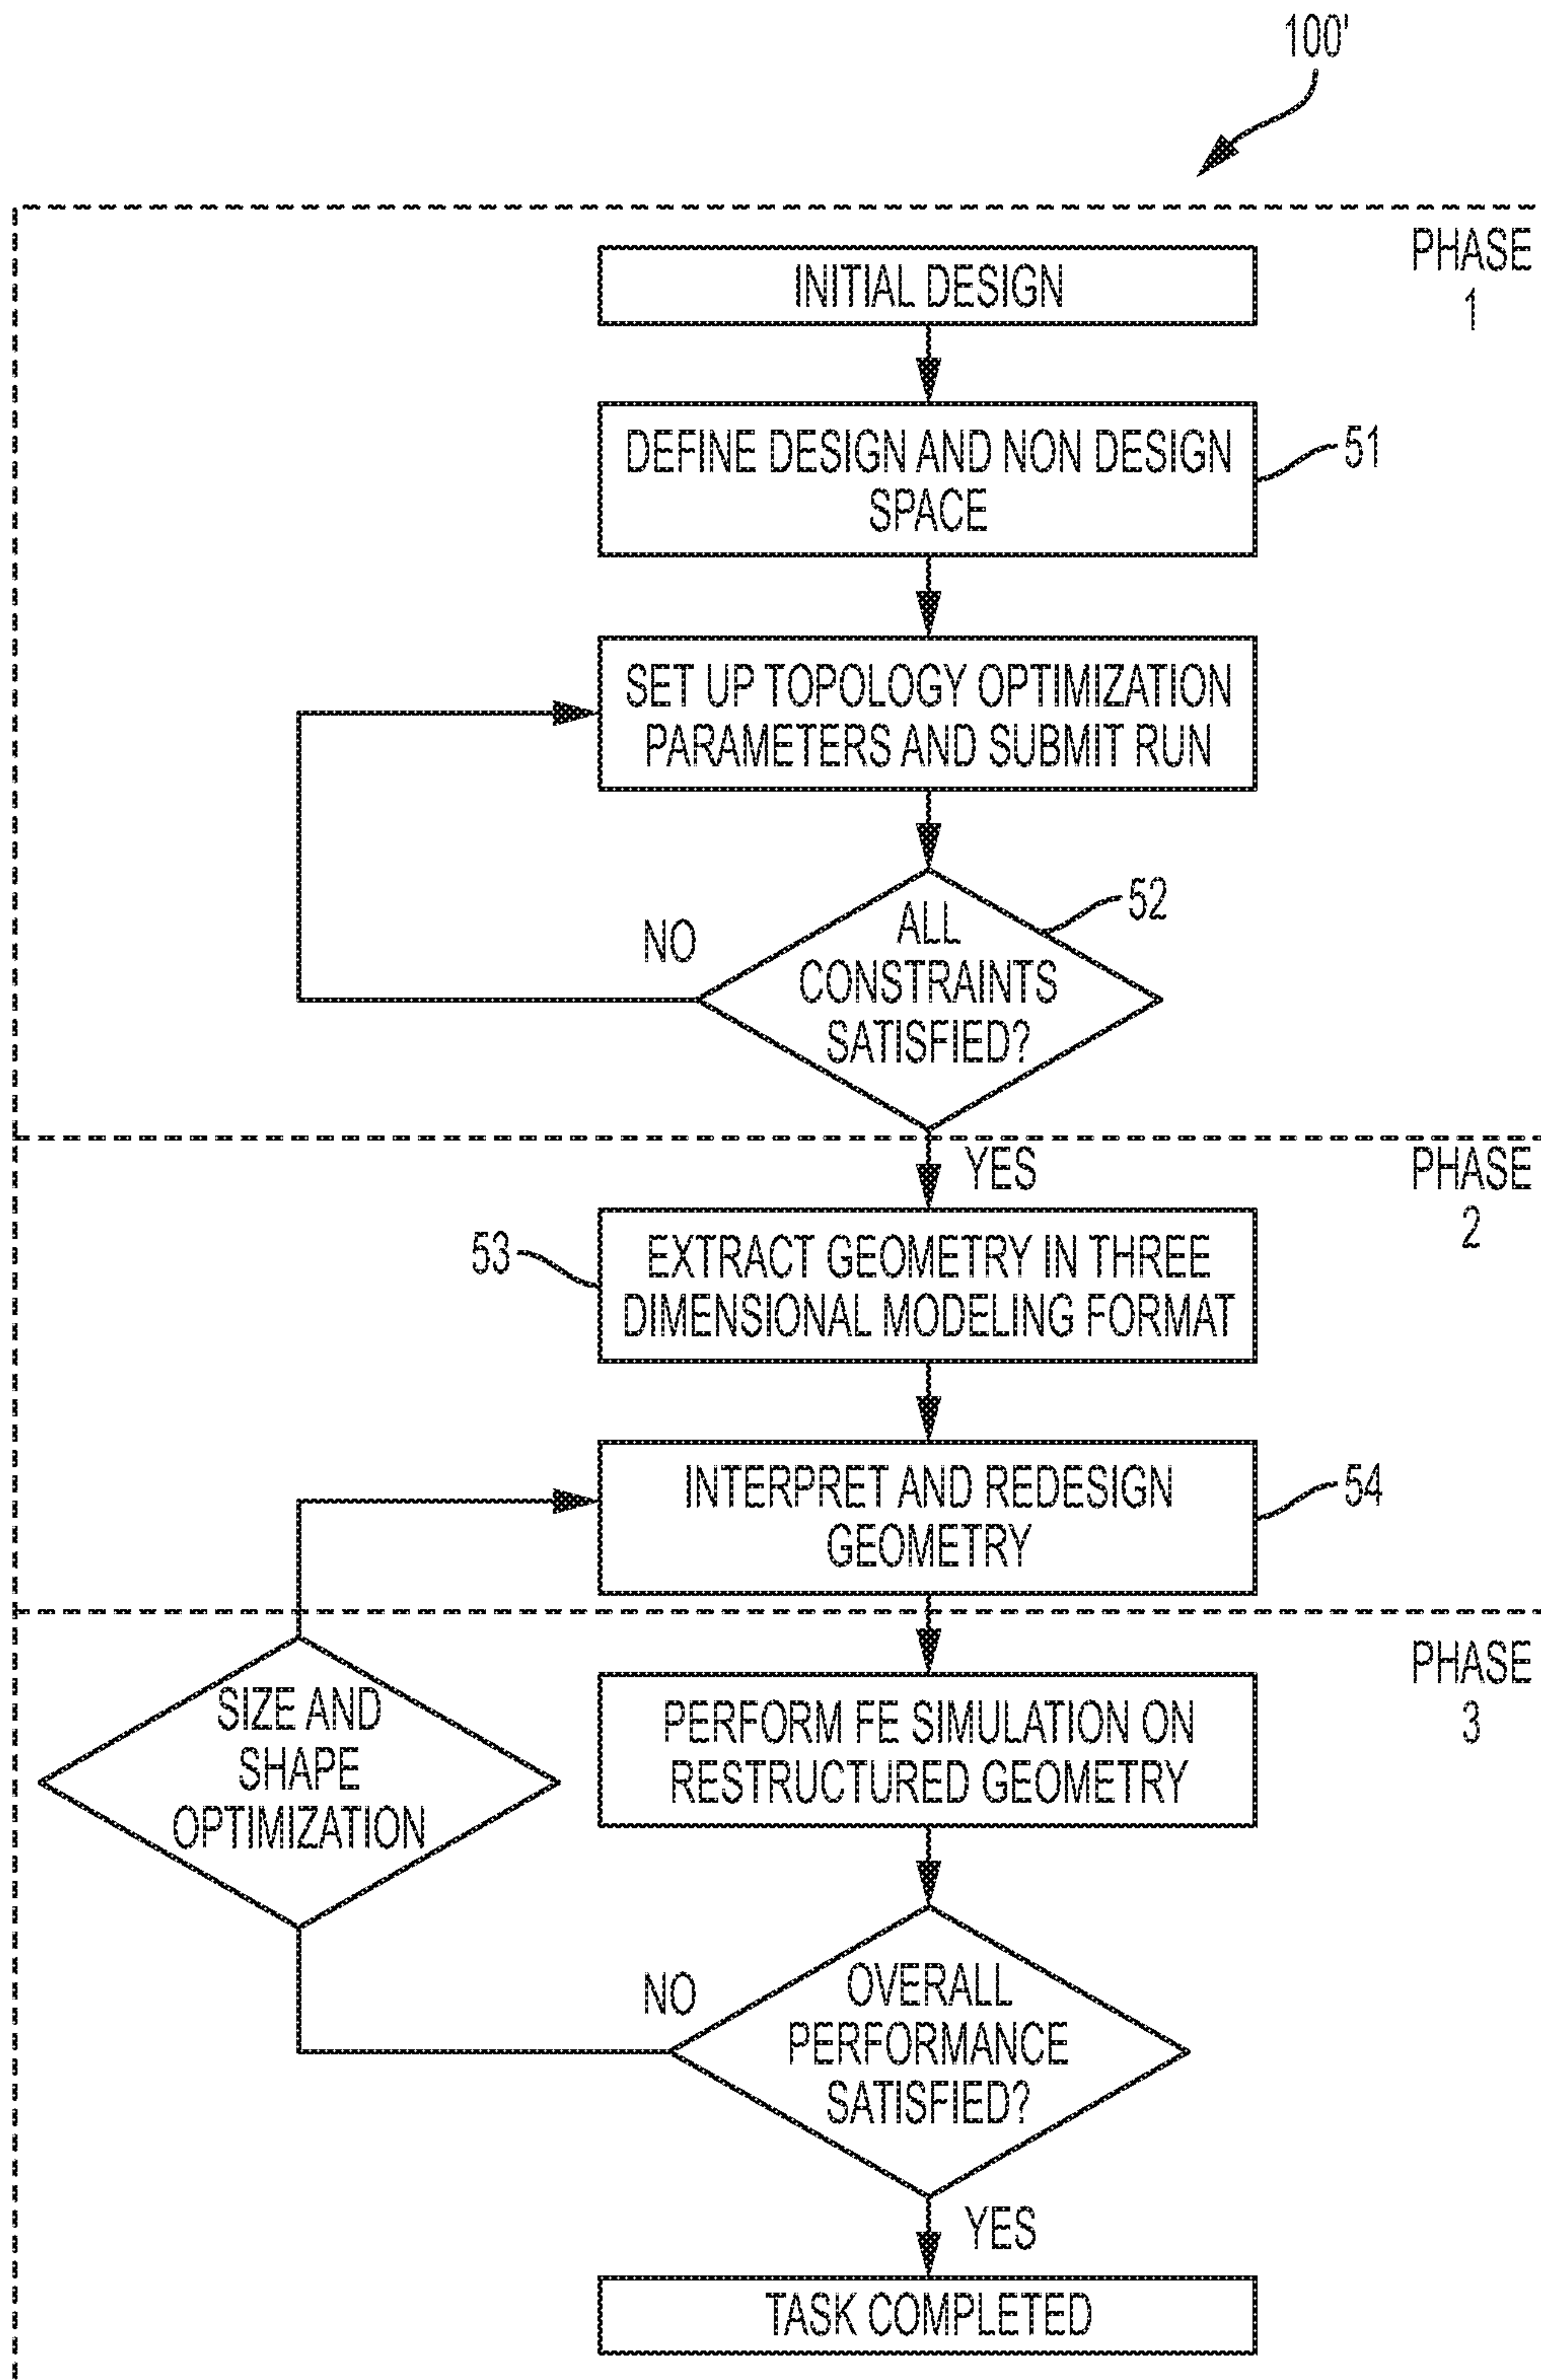 100'
PHASE
1
INITIAL DESIGN
DEFINE DESIGN AND NON DESIGN
SPACE
51
SET UP TOPOLOGY OPTIMIZATION
PARAMETERS AND SUBMIT RUN
52
NO
ALL
CONSTRAINTS
SATISFIED?
YES
PHASE
2
53
EXTRACT GEOMETRY IN THREE
DIMENSIONAL MODELING FORMAT
INTERPRET AND REDESIGN
GEOMETRY
54
PHASE
3
SIZE AND
SHAPE
OPTIMIZATION
PERFORM FE SIMULATION ON
RESTRUCTURED GEOMETRY
NO
OVERALL
PERFORMANCE
SATISFIED?
YES
TASK COMPLETED